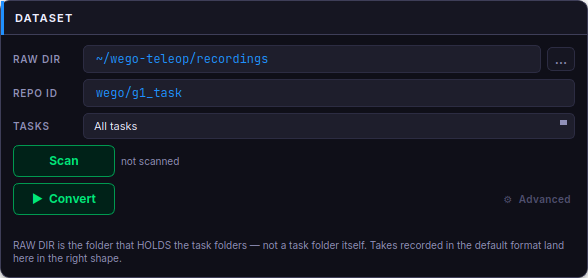 DATASET
RAW DIR ~/wego-teleop/recordings ...
REPO ID wego/g1_task
TASKS All tasks
Scan not scanned
▶ Convert ⚙ Advanced
RAW DIR is the folder that HOLDS the task folders — not a task folder itself. Takes recorded in the default format land
here in the right shape.